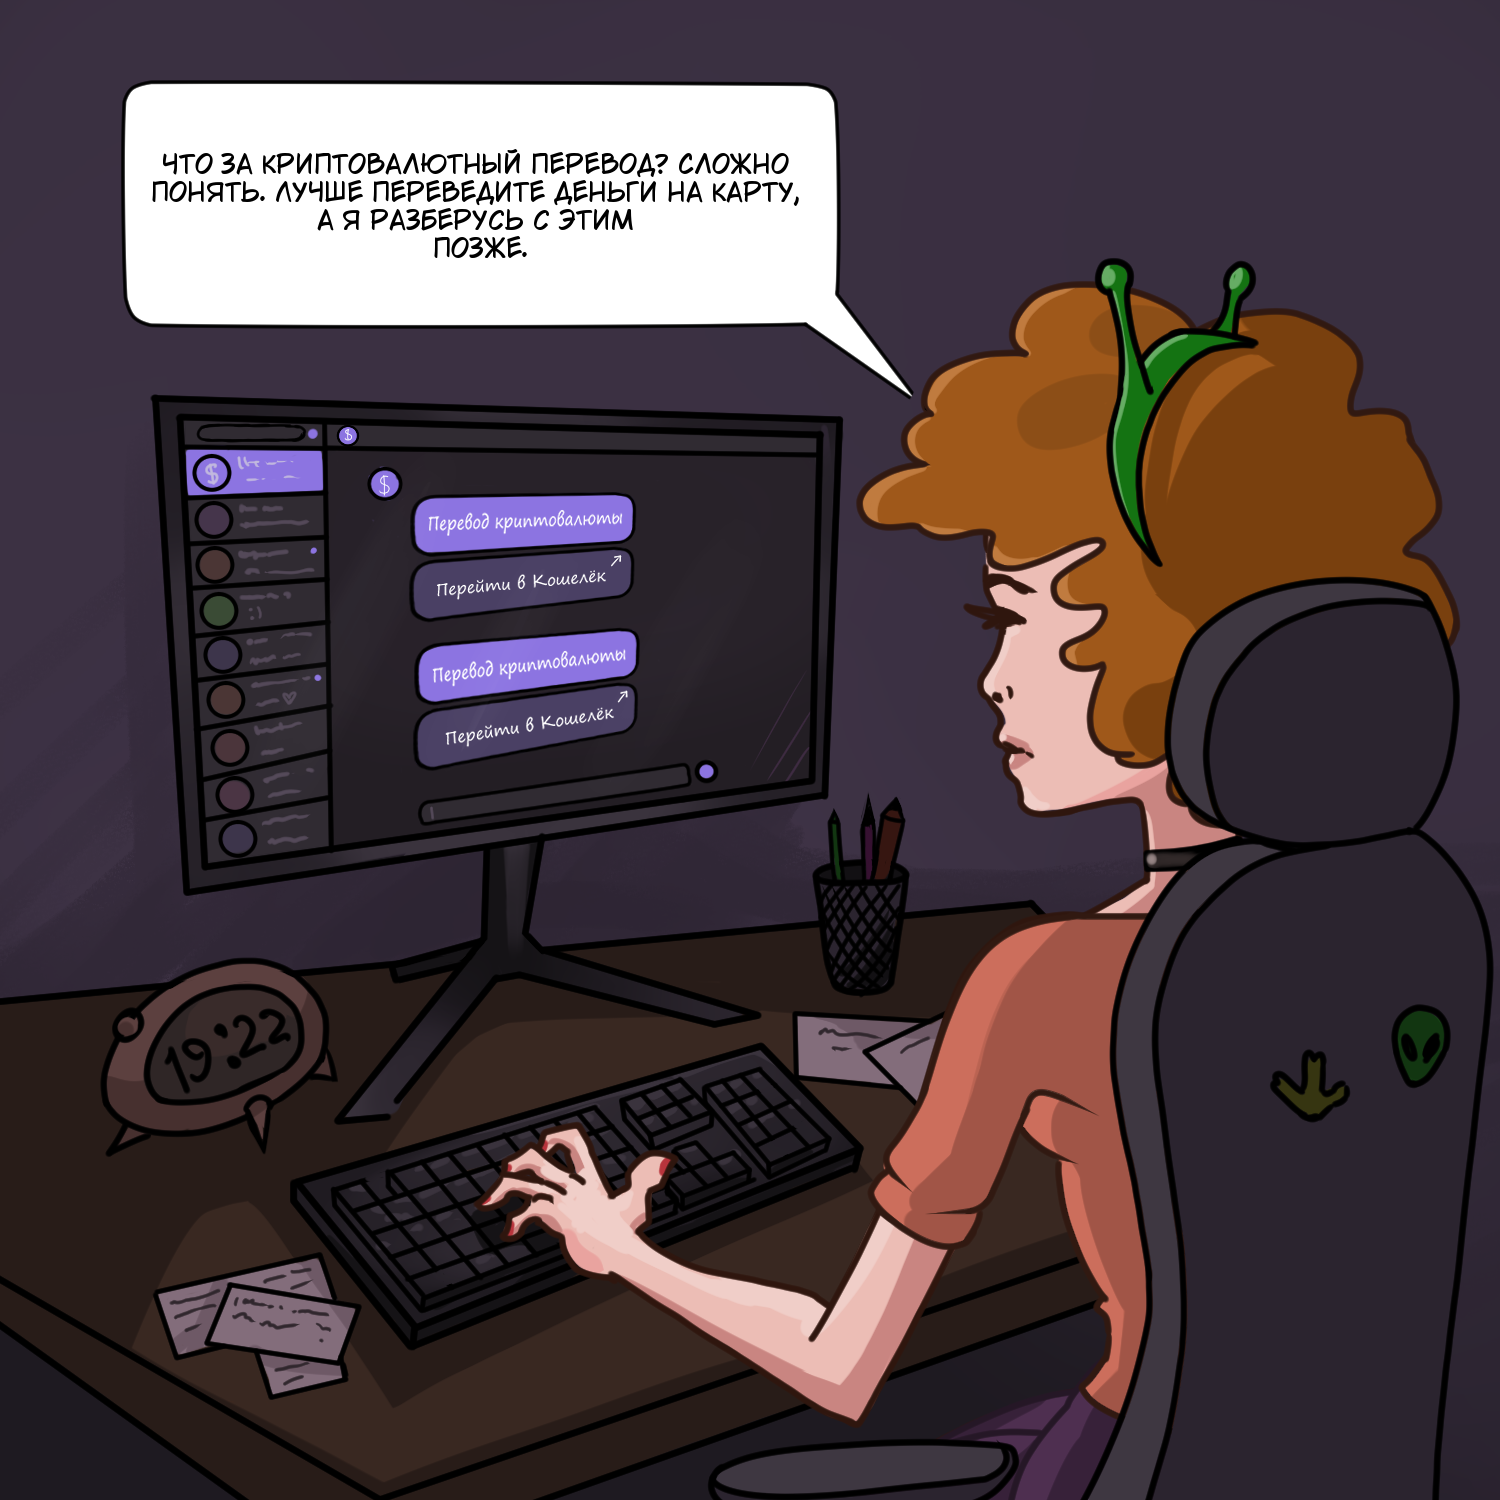 ЧТО ЗА КРИПТОВАЛЮТНЫЙ ПЕРЕВОД? СЛОЖНО
ПОНЯТЬ. ЛУЧШЕ ПЕРЕВЕДИТЕ ДЕНЬГИ НА КАРТУ,
А Я РАЗБЕРУСЬ С ЭТИМ
ПОЗЖЕ.
$
$
$
Перевод криптовалюты
Перейти в Кошелёк
:)
Перевод криптовалюты
Перейти в Кошелёк
19:22